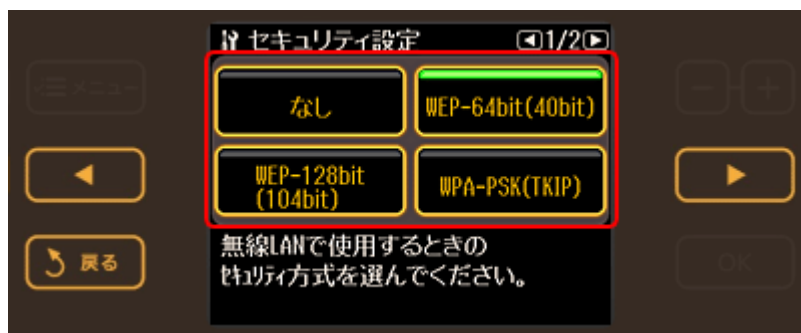 セキュリティ設定
1/2
メニュー
なし
WEP-64bit(40bit)
WEP-128bit
(104bit)
WPA-PSK(TKIP)
戻る
無線LANで使用するときの
ｾｷｭﾘﾃｨ方式を選んでください。
OK